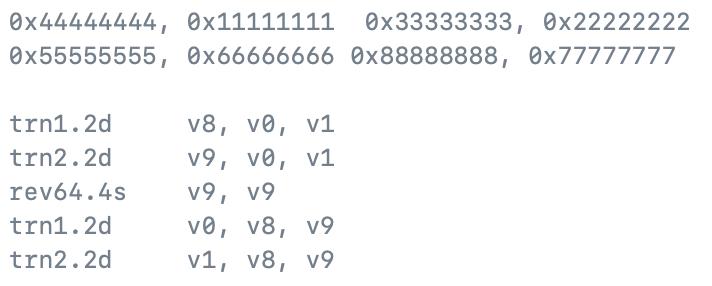 0x44444444, 0x11111111  0x33333333, 0x22222222
0x55555555, 0x66666666 0x88888888, 0x77777777
trn1.2d    v8, v0, v1
trn2.2d    v9, v0, v1
rev64.4s    v9, v9
trn1.2d    v0, v8, v9
trn2.2d    v1, v8, v9